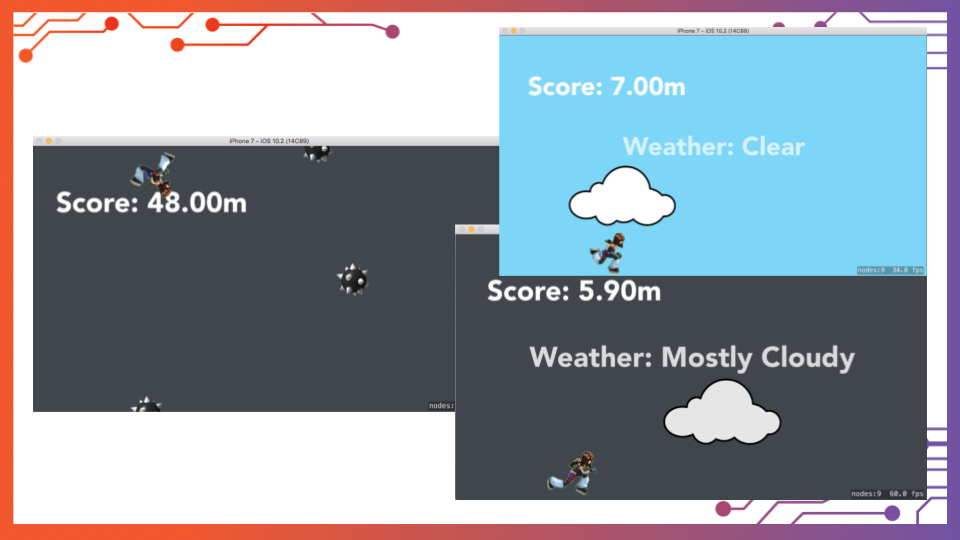 iPhone 7 – iOS 10.2 (14C89)
Score: 48.00m
nodes:
iPhone 7 – iOS 10.2 (14C89)
Score: 7.00m
Weather: Clear
nodes:9 34.0 fps
Score: 5.90m
Weather: Mostly Cloudy
nodes:9 60.0 fps